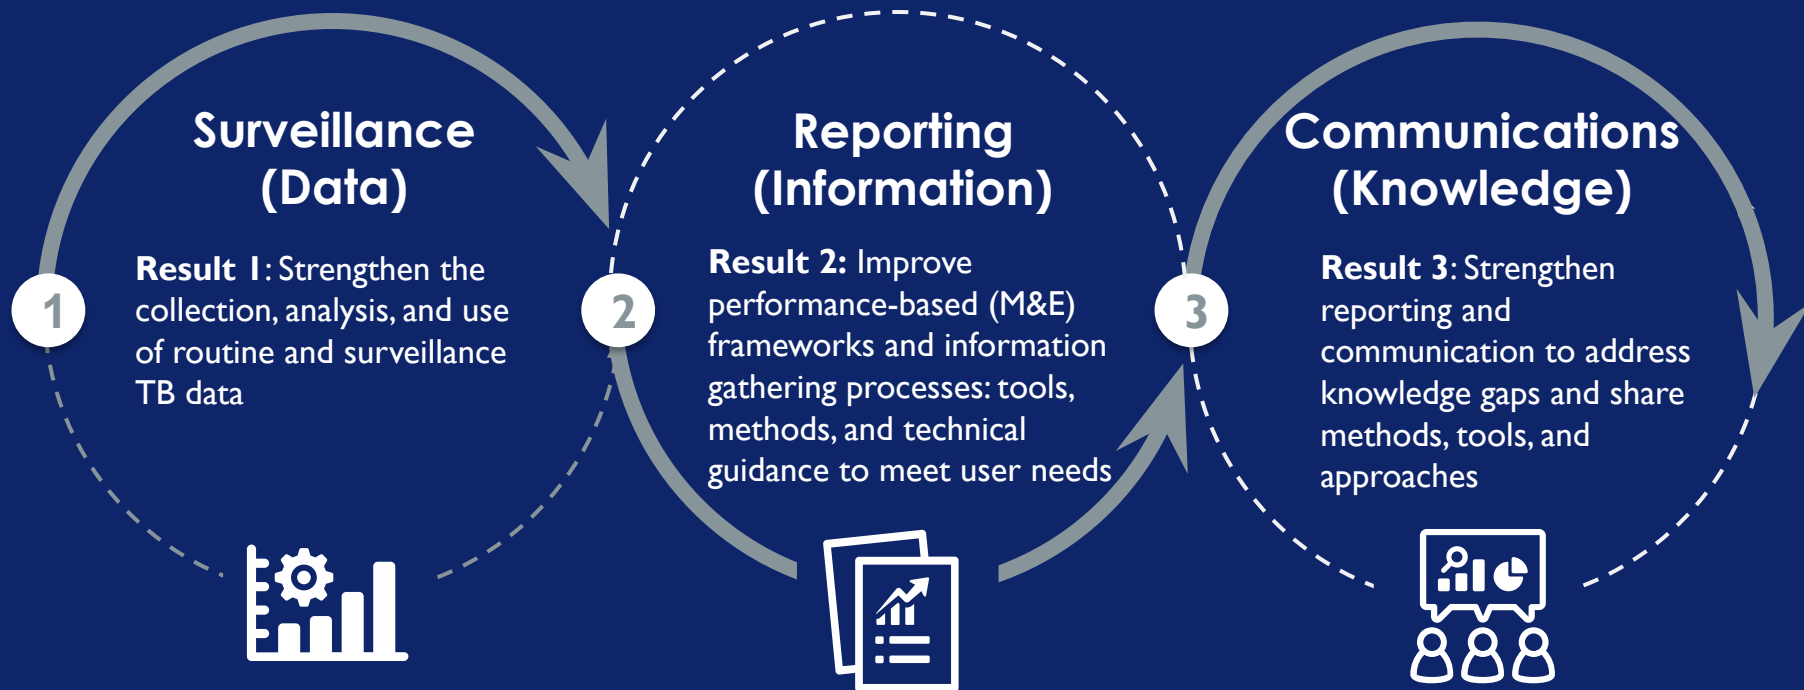 Surveillance
(Data)
Result 1: Strengthen the
collection, analysis, and use
of routine and surveillance
TB data
1
Reporting
(Information)
Result 2: Improve
performance-based (M&E)
frameworks and information
gathering processes: tools,
methods, and technical
guidance to meet user needs
2
Communications
(Knowledge)
Result 3: Strengthen
reporting and
communication to address
knowledge gaps and share
methods, tools, and
approaches
3